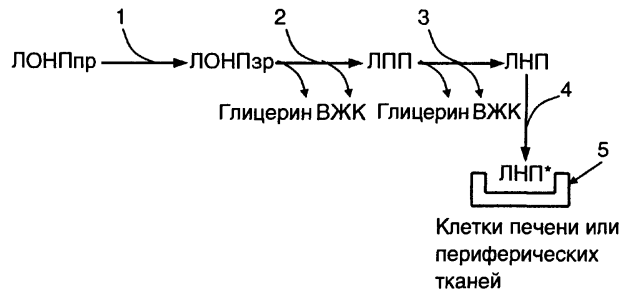 1 2 3
ЛОНПпр ЛОНПзр ЛПП ЛНП
Глицерин ВЖК Глицерин ВЖК
4
5
ЛНП*
Клетки печени или
периферических
тканей